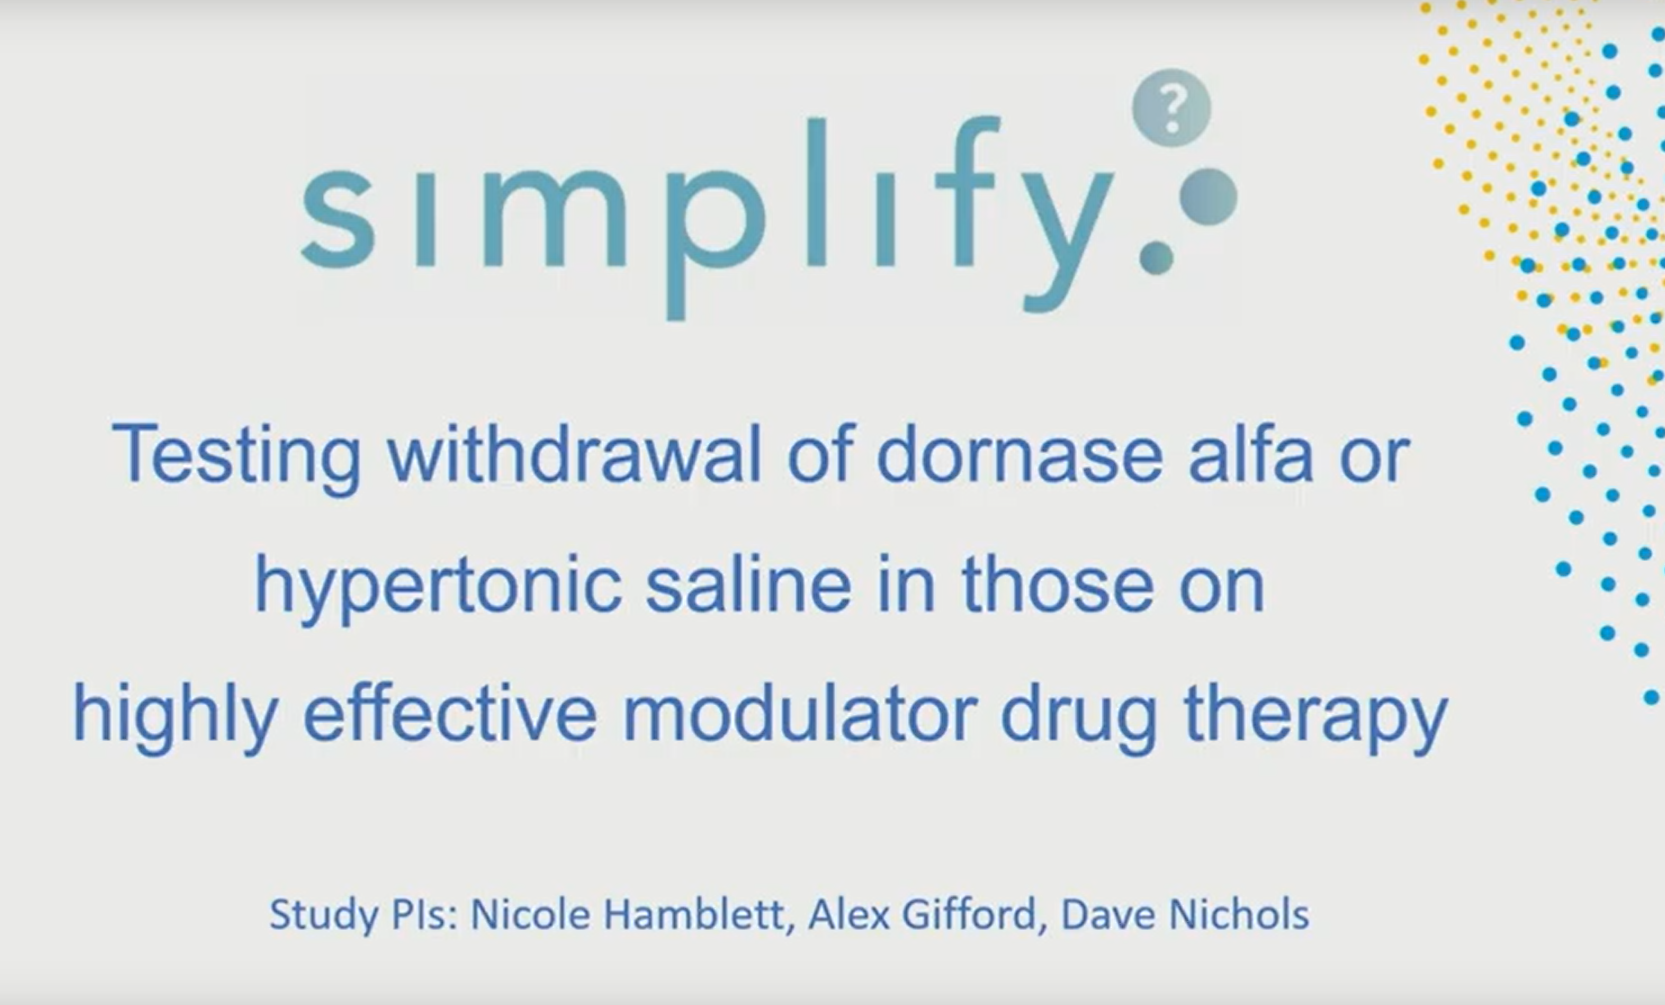 ?
sımplıfy.
Testing withdrawal of dornase alfa or
hypertonic saline in those on
highly effective modulator drug therapy
Study PIs: Nicole Hamblett, Alex Gifford, Dave Nichols